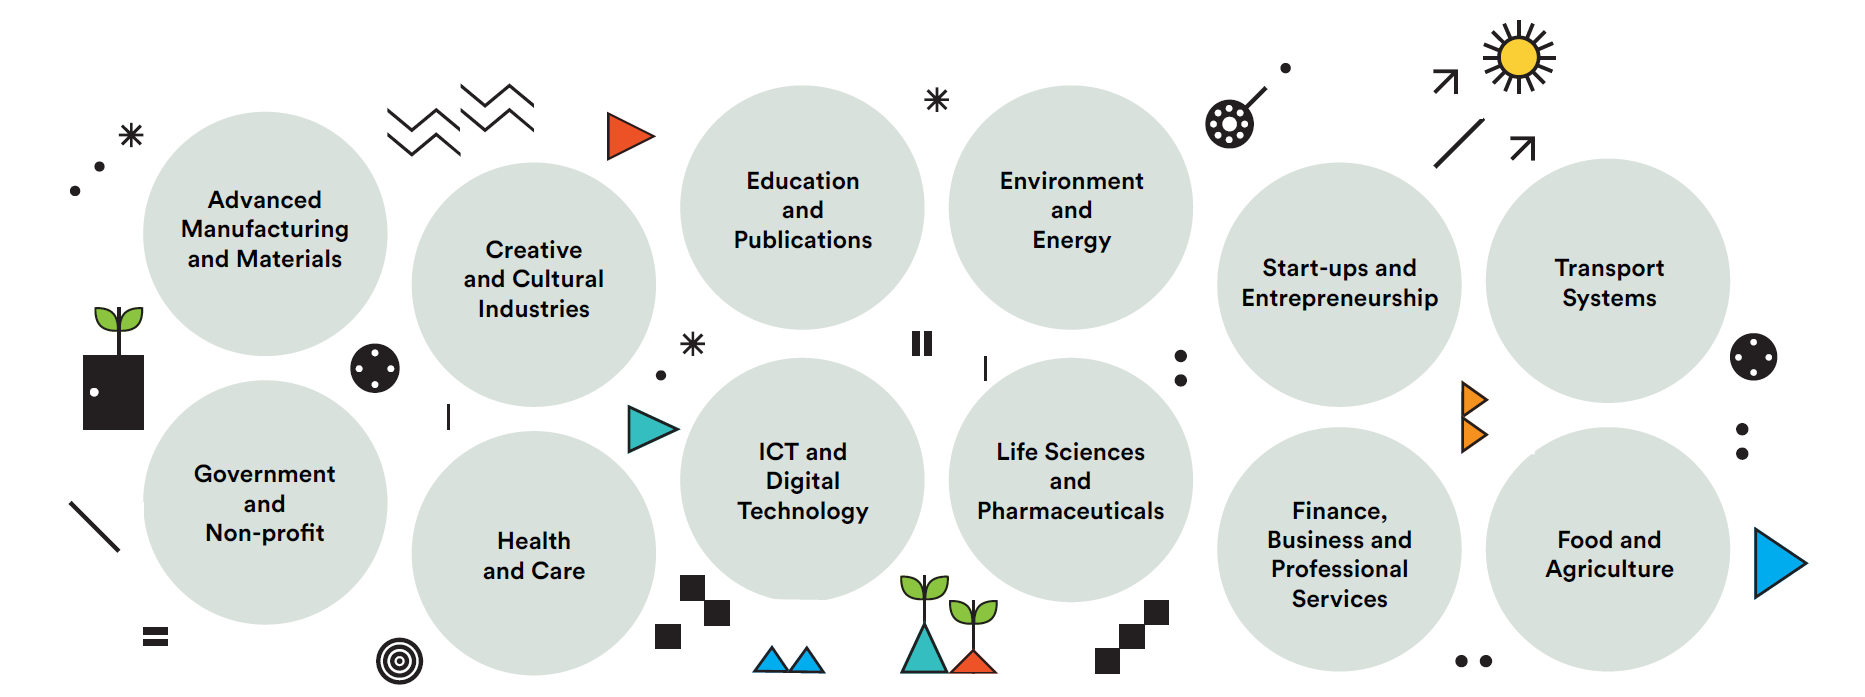 Advanced
Manufacturing
and Materials
Creative
and Cultural
Industries
Education
and
Publications
Environment
and
Energy
Start-ups and
Entrepreneurship
Transport
Systems
Government
and
Non-profit
Health
and Care
ICT and
Digital
Technology
Life Sciences
and
Pharmaceuticals
Finance,
Business and
Professional
Services
Food and
Agriculture